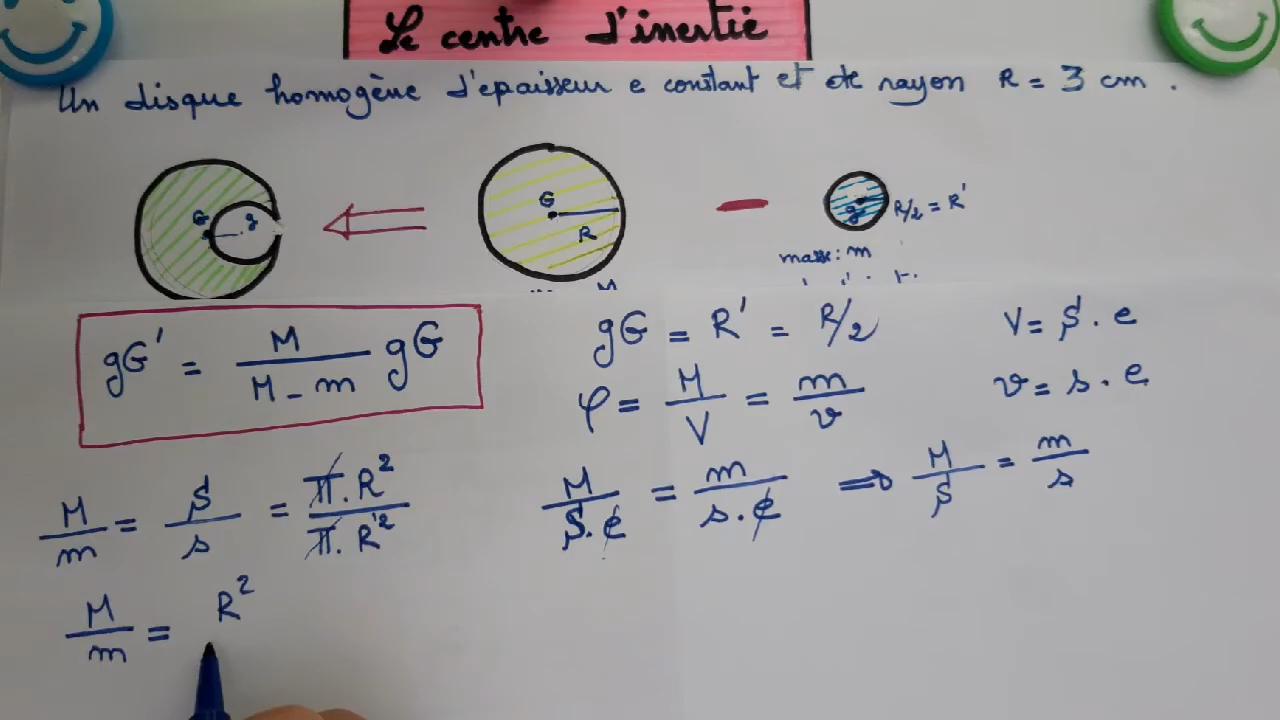 Le centre d'inertie
Un disque homogène d'epaisseur e constant et de rayon R = 3 cm .
G g
G R
g R/2 = R'
masse : m
M
gG' = M / (M - m) gG
gG = R' = R/2
V = S . e
φ = M / V = m / v
v = s . e
M / m = S / s = π . R² / π . R'²
M / S . e = m / s . e ⟹ M / S = m / s
M / m = R²